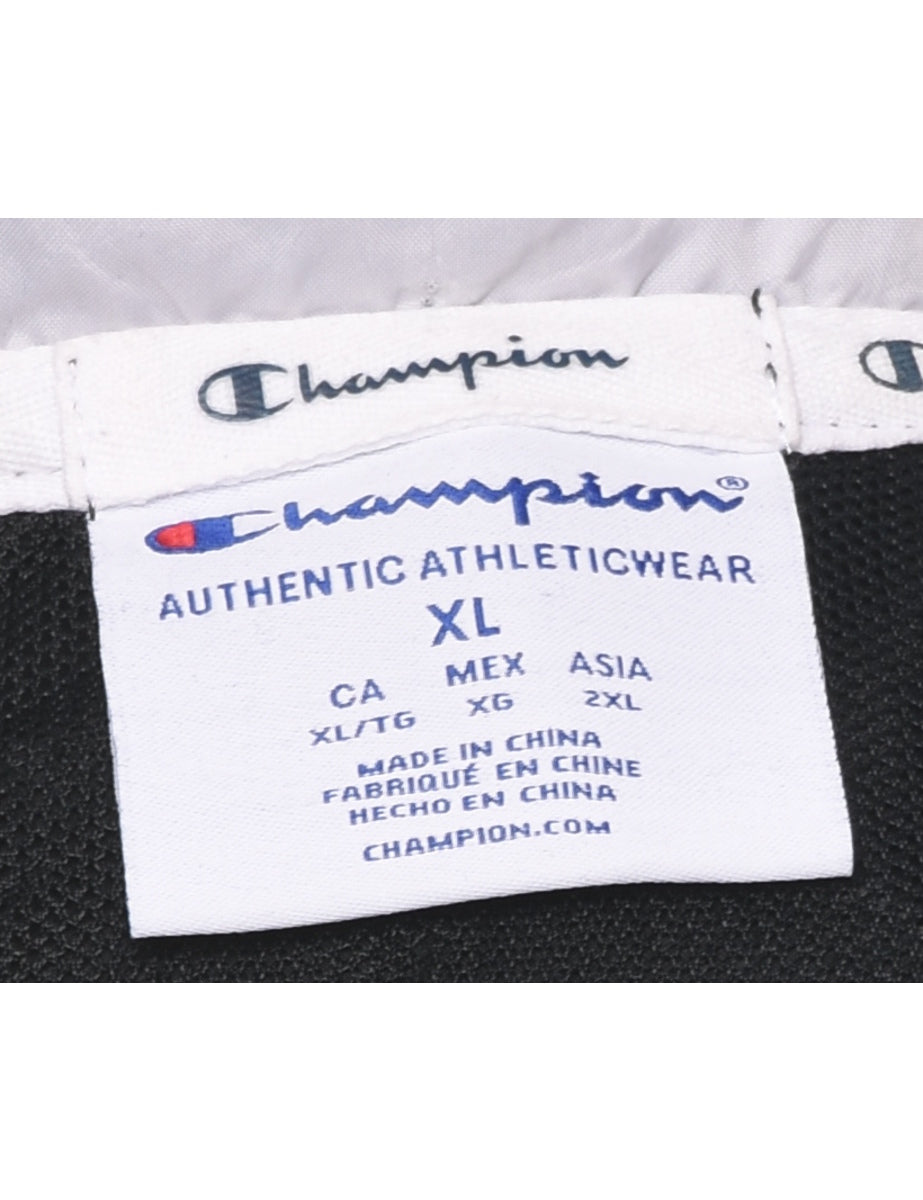 Champion
Champion®
AUTHENTIC ATHLETICWEAR
XL
CA MEX ASIA
XL/TG XG 2XL
MADE IN CHINA
FABRIQUÉ EN CHINE
HECHO EN CHINA
CHAMPION.COM